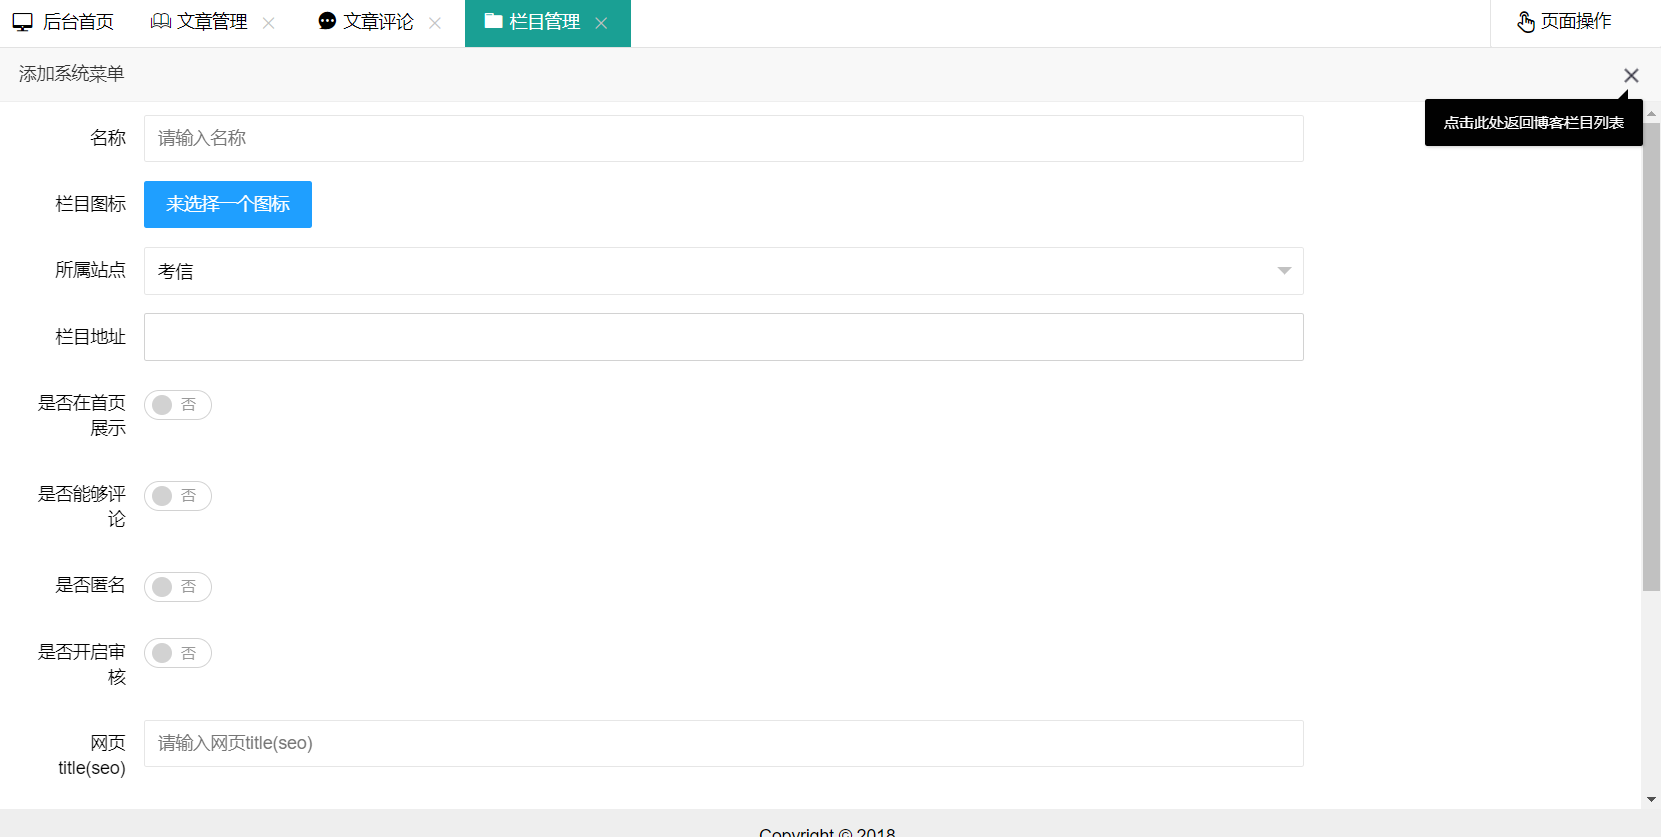 后台首页 文章管理 文章评论 栏目管理 页面操作
添加系统菜单
点击此处返回博客栏目列表
名称 请输入名称
栏目图标 来选择一个图标
所属站点 考信
栏目地址
是否在首页
展示
否
是否能够评
论
否
是否匿名 否
是否开启审
核
否
网页
title(seo)
请输入网页title(seo)
Copyright © 2018